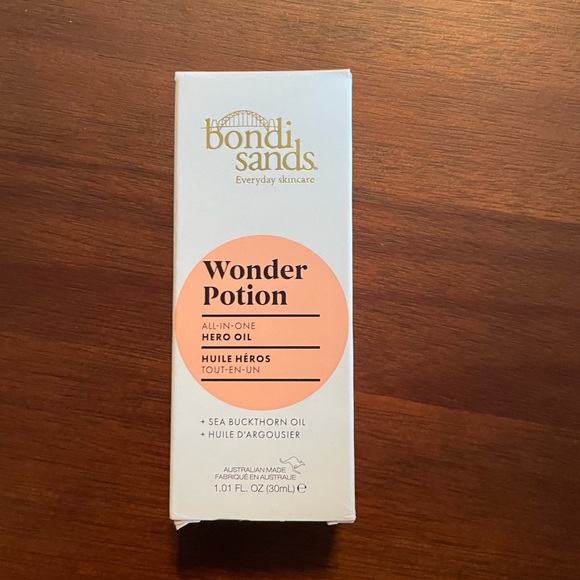 bondi
sands
Everyday skincare
Wonder
Potion
ALL-IN-ONE
HERO OIL
HUILE HÉROS
TOUT-EN-UN
+ SEA BUCKTHORN OIL
+ HUILE D'ARGOUSIER
AUSTRALIAN MADE
FABRIQUÉ EN AUSTRALIE
1.01 FL. OZ (30mL) ℮